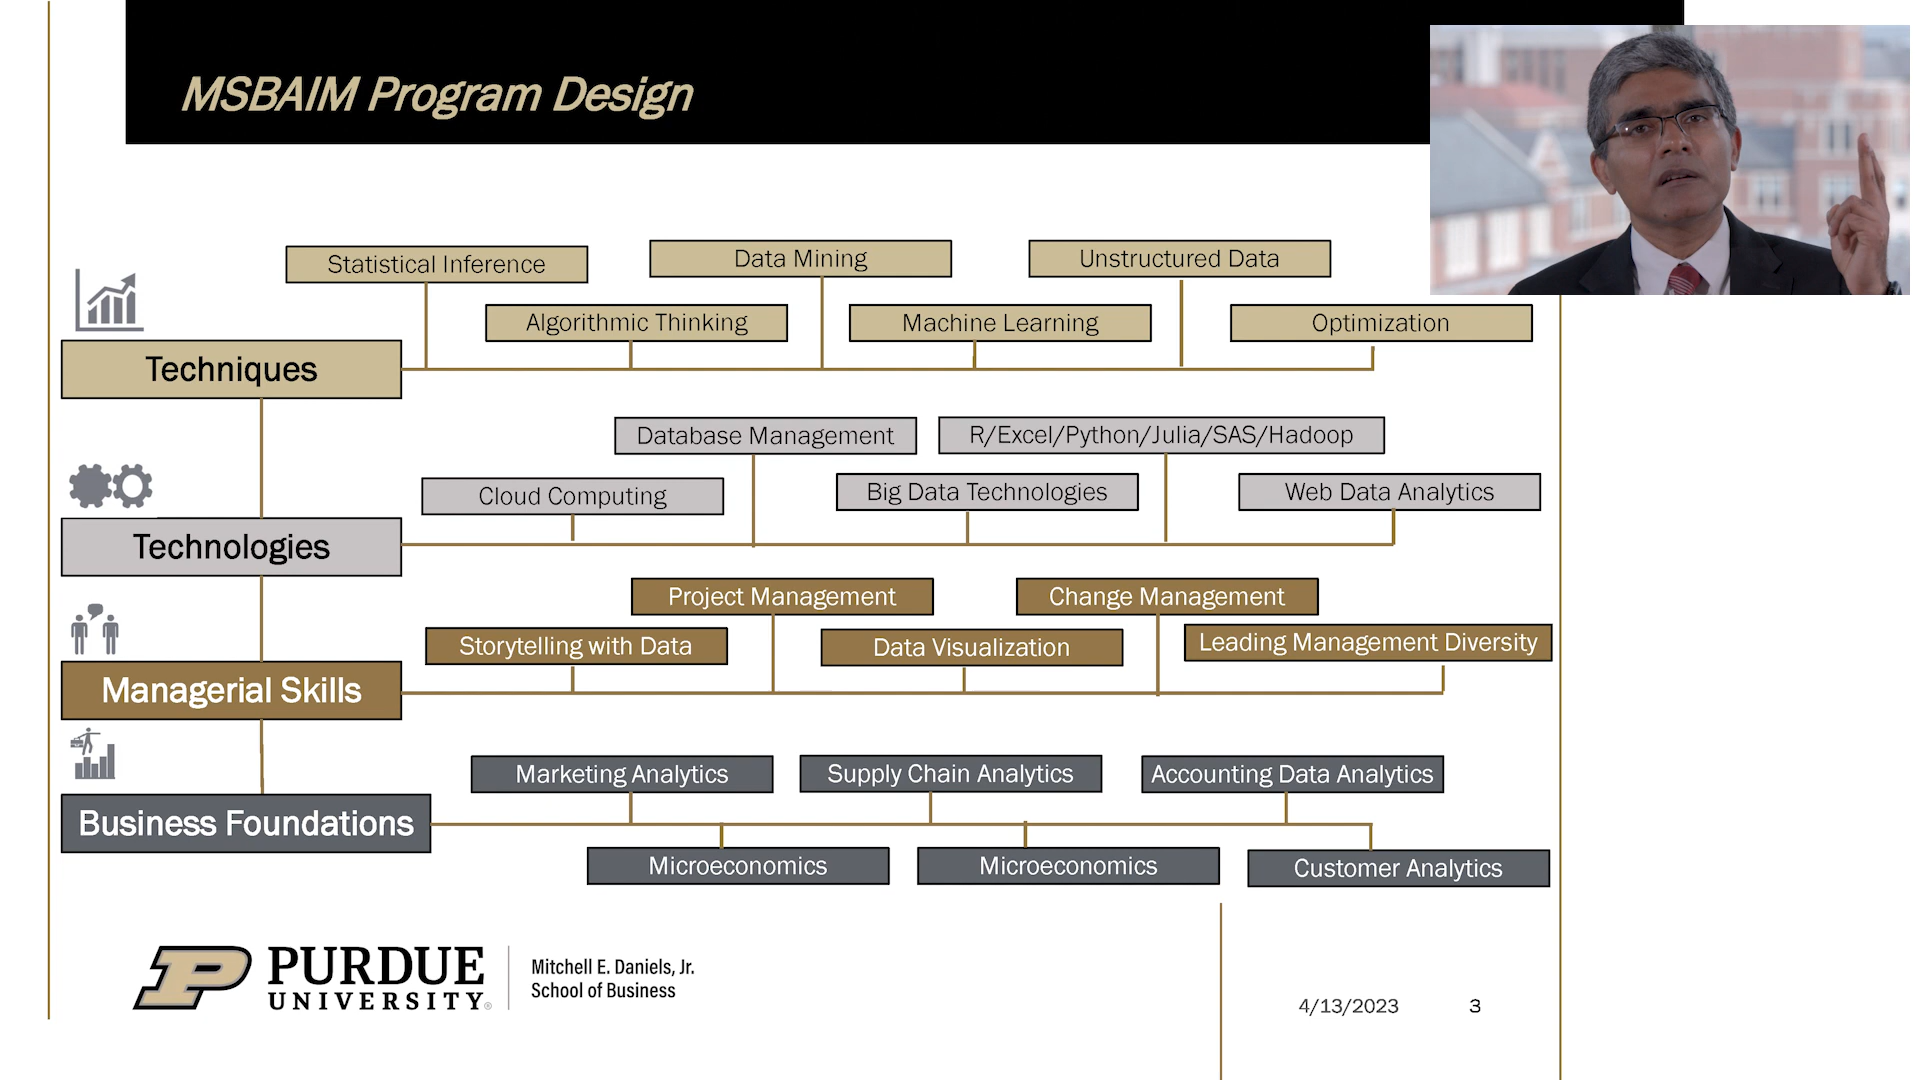 MSBAIM Program Design
Statistical Inference
Data Mining
Unstructured Data
Algorithmic Thinking
Machine Learning
Optimization
Techniques
Database Management
R/Excel/Python/Julia/SAS/Hadoop
Cloud Computing
Big Data Technologies
Web Data Analytics
Technologies
Project Management
Change Management
Storytelling with Data
Data Visualization
Leading Management Diversity
Managerial Skills
Marketing Analytics
Supply Chain Analytics
Accounting Data Analytics
Business Foundations
Microeconomics
Microeconomics
Customer Analytics
P PURDUE
UNIVERSITY®
Mitchell E. Daniels, Jr.
School of Business
4/13/2023 3